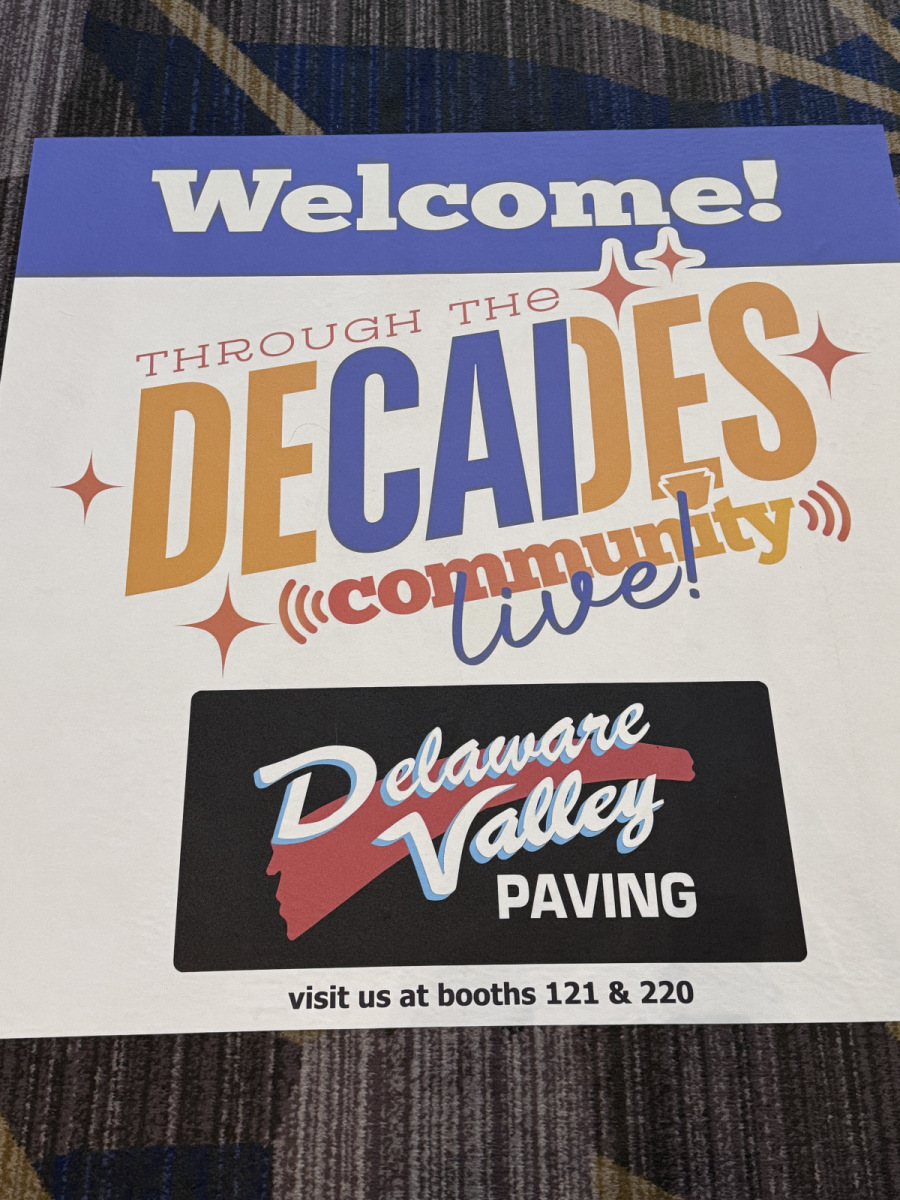 Welcome!
THROUGH THE
DECADES
community
live!
Delaware
Valley
PAVING
visit us at booths 121 & 220